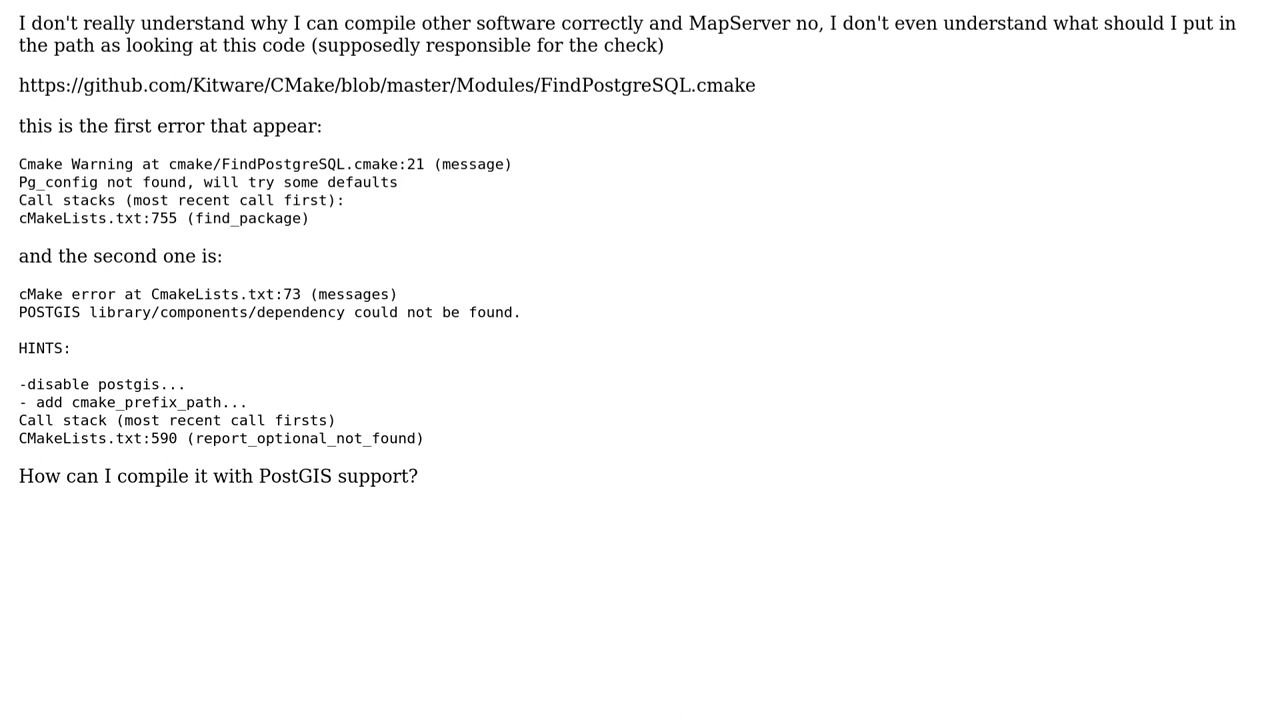 I don't really understand why I can compile other software correctly and MapServer no, I don't even understand what should I put in
the path as looking at this code (supposedly responsible for the check)
https://github.com/Kitware/CMake/blob/master/Modules/FindPostgreSQL.cmake
this is the first error that appear:
Cmake Warning at cmake/FindPostgreSQL.cmake:21 (message)
Pg_config not found, will try some defaults
Call stacks (most recent call first):
cMakeLists.txt:755 (find_package)
and the second one is:
cMake error at CmakeLists.txt:73 (messages)
POSTGIS library/components/dependency could not be found.
HINTS:
-disable postgis...
- add cmake_prefix_path...
Call stack (most recent call firsts)
CMakeLists.txt:590 (report_optional_not_found)
How can I compile it with PostGIS support?